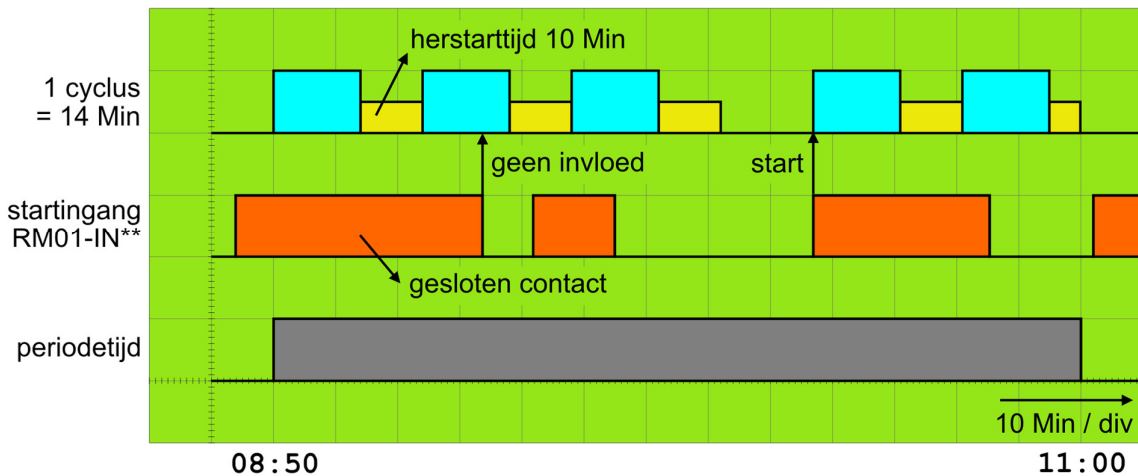 herstarttijd 10 Min
1 cyclus
= 14 Min
geen invloed
start
startingang
RM01-IN**
gesloten contact
periodetijd
10 Min / div
08:50
11:00